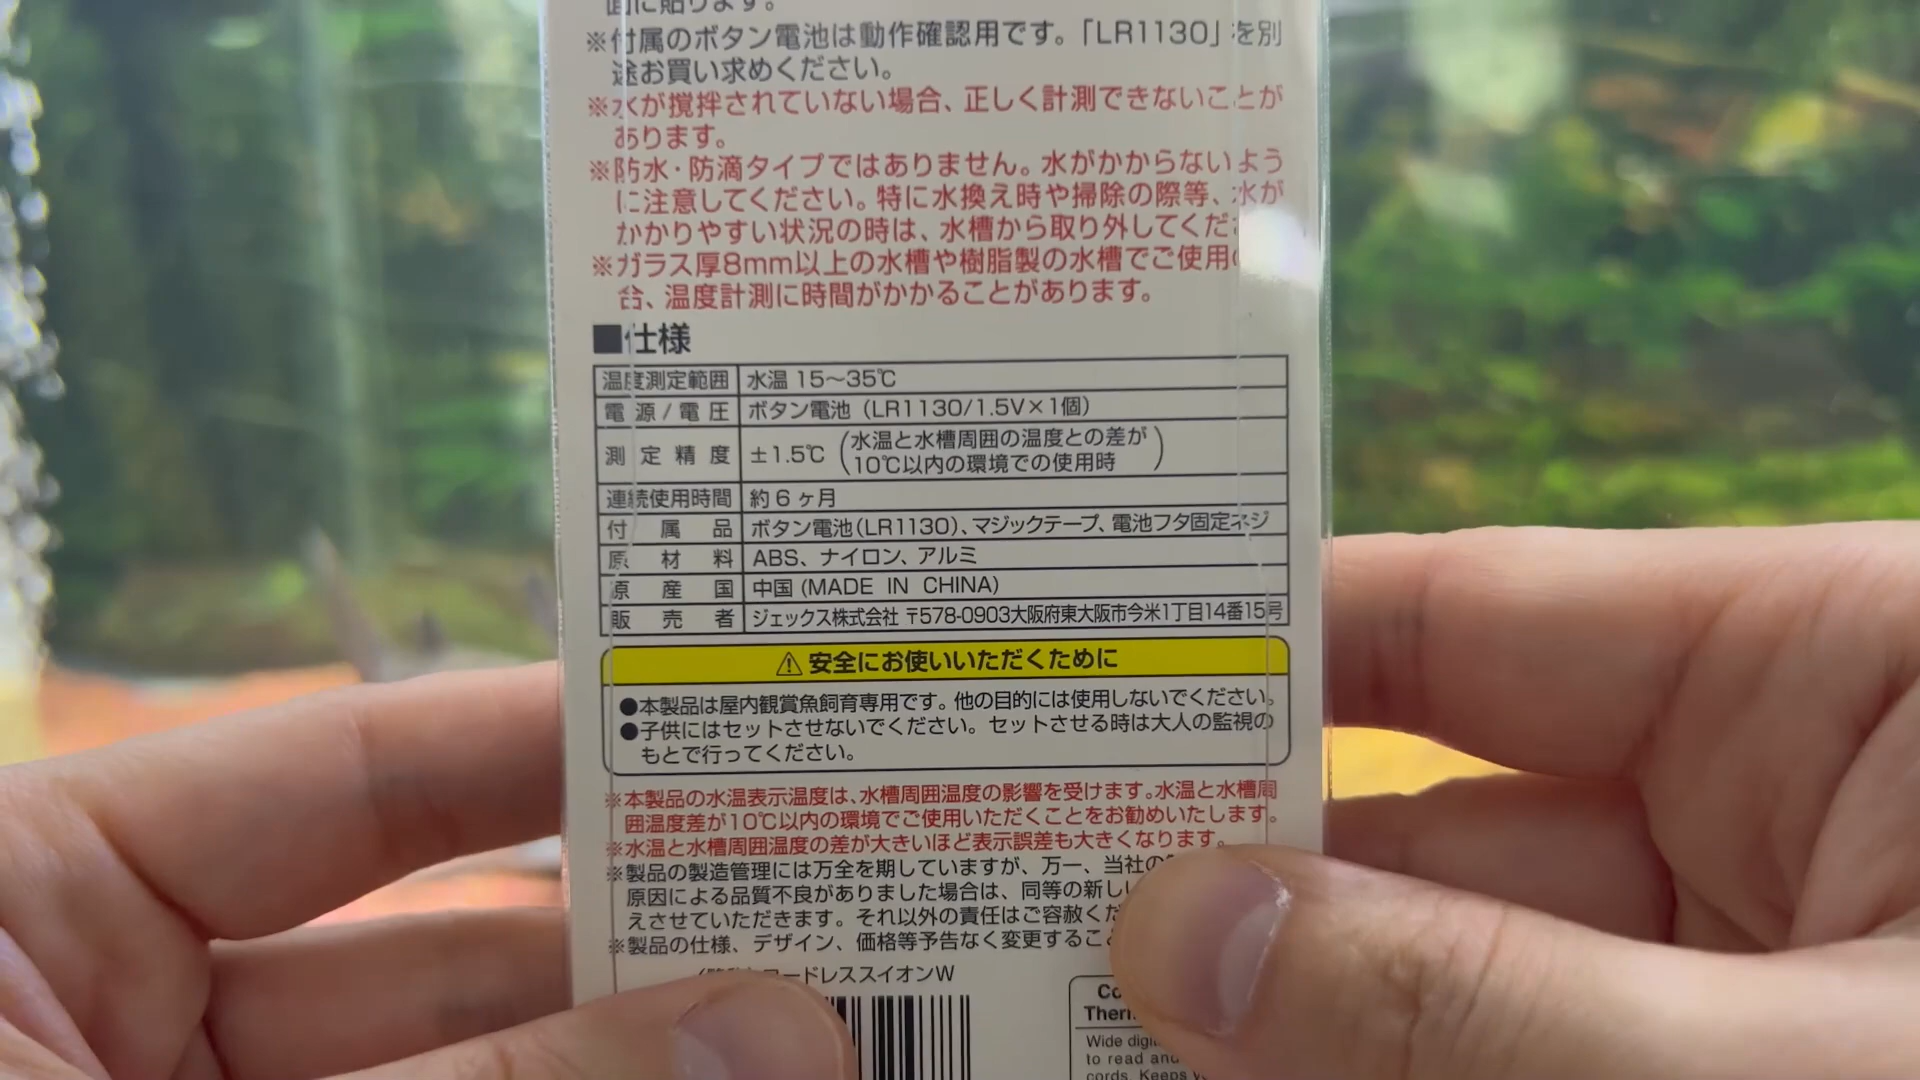 面に貼ります。
※付属のボタン電池は動作確認用です。「LR1130」を別
途お買い求めください。
※水が撹拌されていない場合、正しく計測できないことが
あります。
※防水・防滴タイプではありません。水がかからないよう
に注意してください。特に水換え時や掃除の際等、水が
かかりやすい状況の時は、水槽から取り外してくだ
※ガラス厚8mm以上の水槽や樹脂製の水槽でご使用
合、温度計測に時間がかかることがあります。
■仕様
温度測定範囲 水温 15～35℃
電源/電圧 ボタン電池（LR1130/1.5V×1個）
測定精度 ±1.5℃（水温と水槽周囲の温度との差が
10℃以内の環境での使用時）
連続使用時間 約6ヶ月
付属品 ボタン電池（LR1130）、マジックテープ、電池フタ固定ネジ
原材料 ABS、ナイロン、アルミ
原産国 中国（MADE IN CHINA）
販売者 ジェックス株式会社 〒578-0903大阪府東大阪市今米1丁目14番15号
⚠安全にお使いいただくために
●本製品は屋内観賞魚飼育専用です。他の目的には使用しないでください。
●子供にはセットさせないでください。セットさせる時は大人の監視の
もとで行ってください。
※本製品の水温表示温度は、水槽周囲温度の影響を受けます。水温と水槽周
囲温度差が10℃以内の環境でご使用いただくことをお勧めいたします。
※水温と水槽周囲温度の差が大きいほど表示誤差も大きくなります。
※製品の製造管理には万全を期していますが、万一、当社の
原因による品質不良がありました場合は、同等の新し
えさせていただきます。それ以外の責任はご容赦くだ
※製品の仕様、デザイン、価格等予告なく変更するこ
コードレススイオンW
Wide
to read and
cords. Keeps